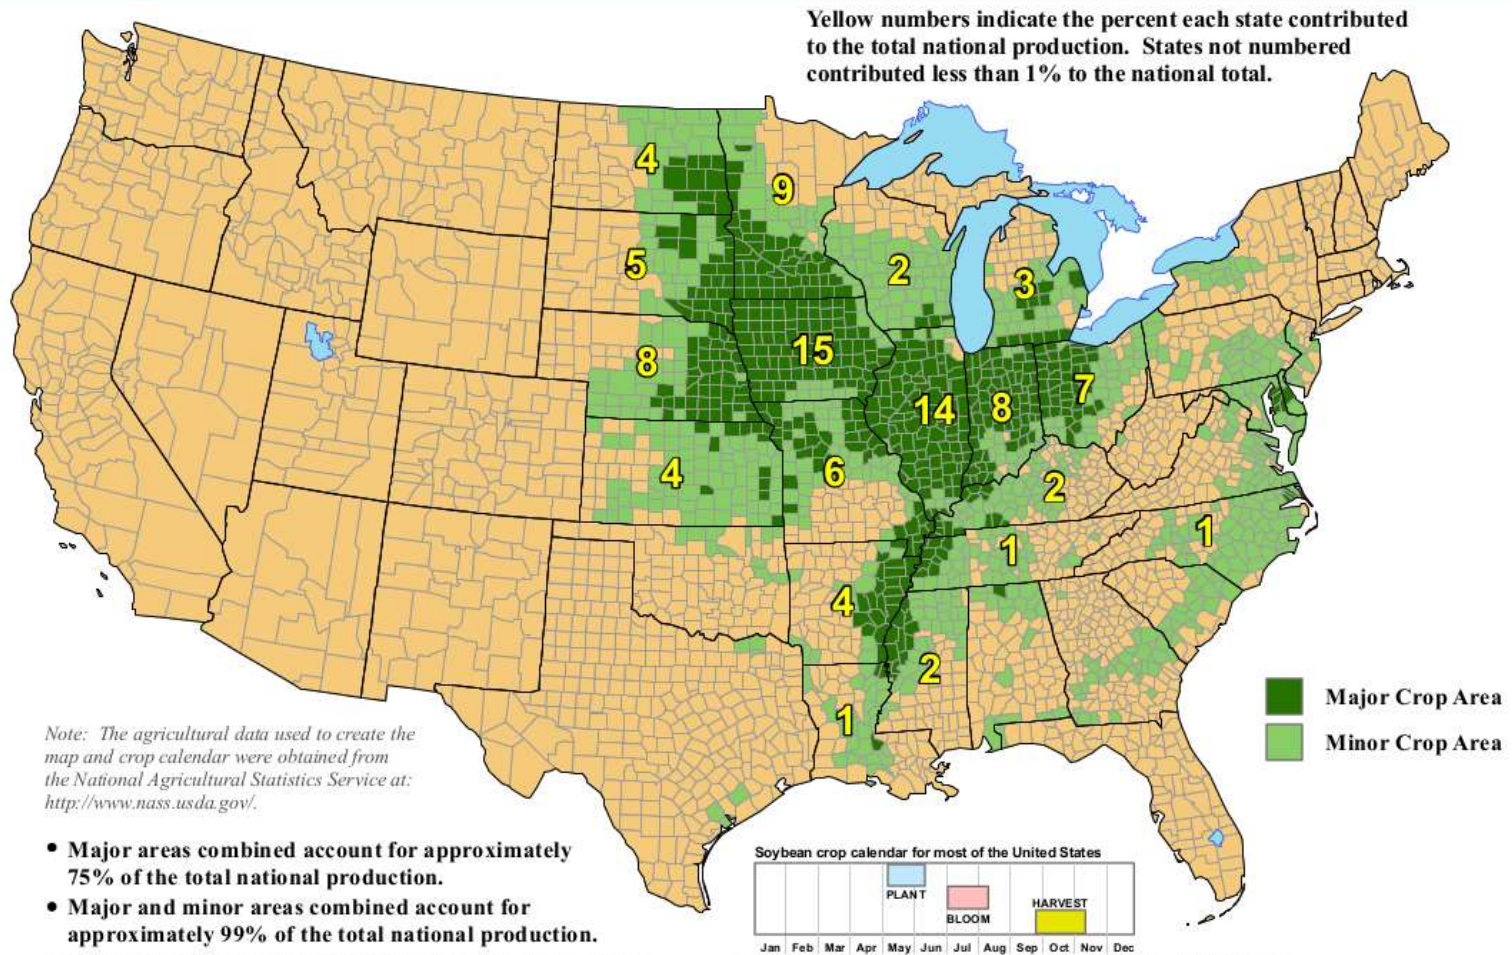 Yellow numbers indicate the percent each state contributed
to the total national production.  States not numbered
contributed less than 1% to the national total.
4
9
5
2
3
8
15
14
8
7
4
6
2
1
1
4
2
1
Major Crop Area
Minor Crop Area
Note:  The agricultural data used to create the
map and crop calendar were obtained from
the National Agricultural Statistics Service at:
http://www.nass.usda.gov/.
• Major areas combined account for approximately
75% of the total national production.
• Major and minor areas combined account for
approximately 99% of the total national production.
Soybean crop calendar for most of the United States
PLANT
BLOOM
HARVEST
Jan Feb Mar Apr May Jun Jul Aug Sep Oct Nov Dec